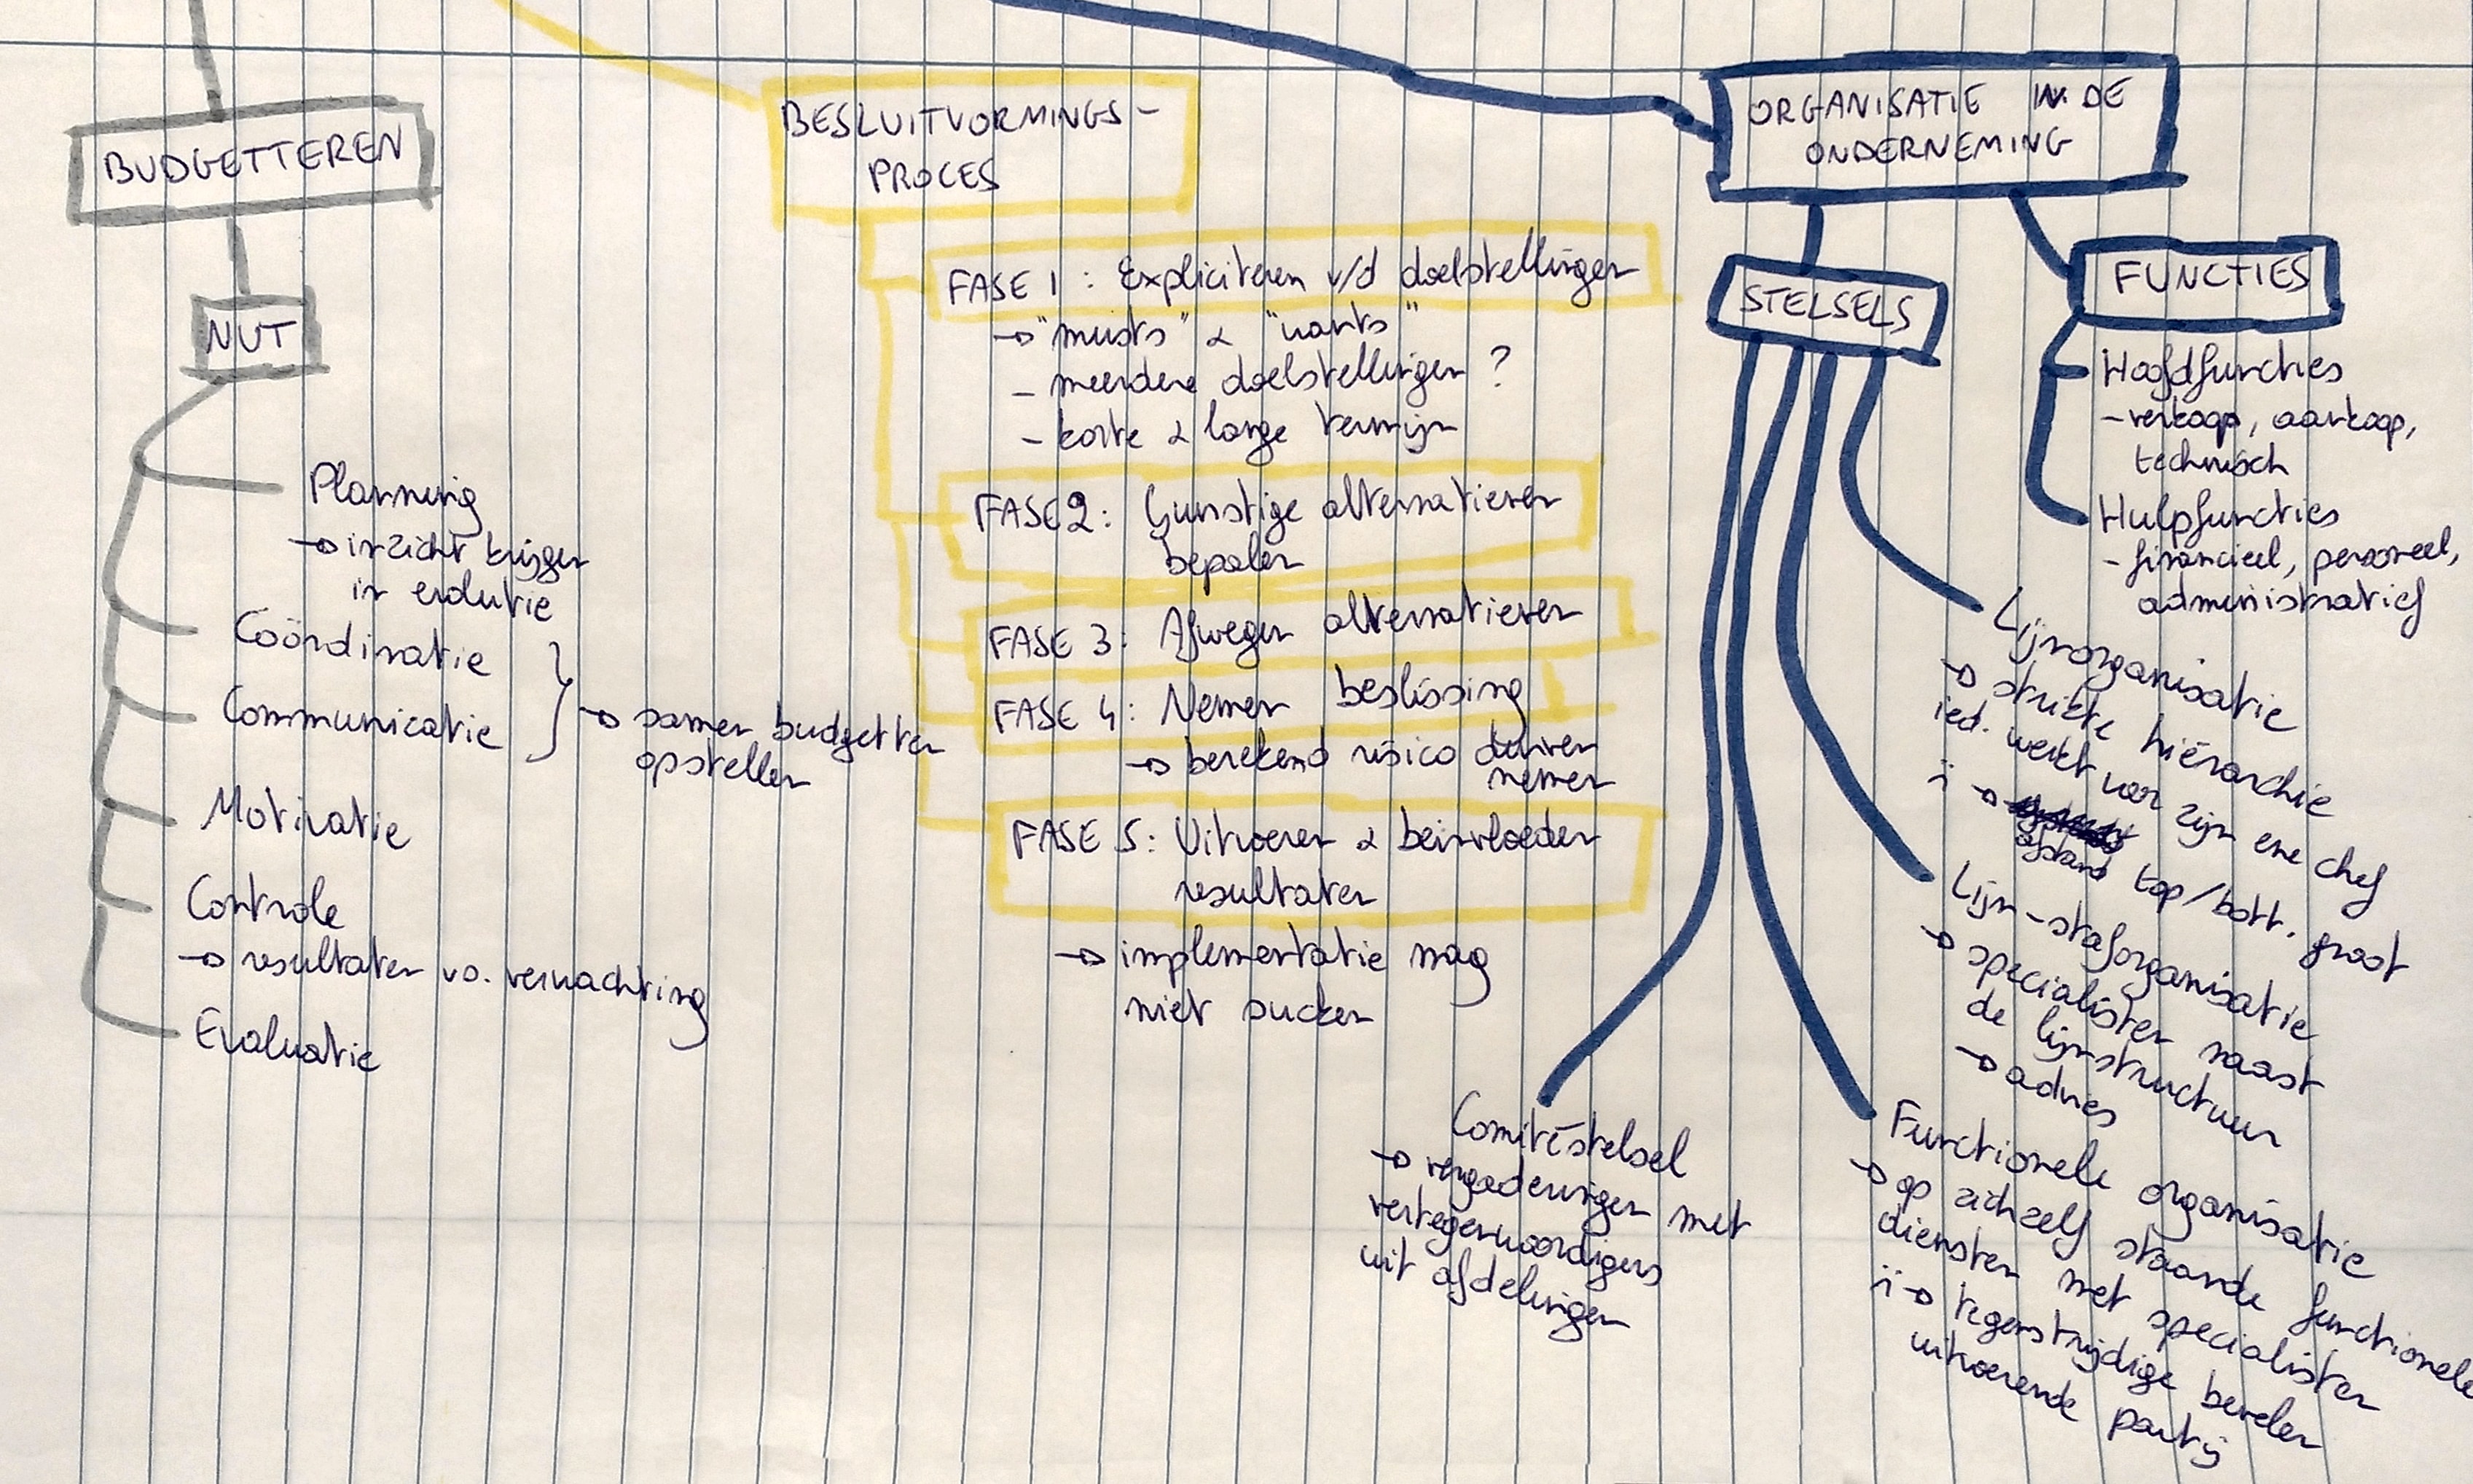 BUDGETTEREN
NUT
Planning
→ inzicht krijgen
in evolutie
Coördinatie
Communicatie
→ samen budgetten
opstellen
Motivatie
Controle
→ resultaten vs. verwachting
Evaluatie
BESLUITVORMINGS-
PROCES
FASE 1 : Expliciteren v/d doelstellingen
→ "musts" & "wants"
- meerdere doelstellingen ?
- korte & lange termijn
FASE 2: Gunstige alternatieven
bepalen
FASE 3: Afwegen alternatieven
FASE 4: Nemen beslissing
→ berekend risico durven
nemen
FASE 5: Uitvoeren & beïnvloeden
resultaten
→ implementatie mag
niet sucken
ORGANISATIE IN DE
ONDERNEMING
STELSELS
FUNCTIES
Hoofdfuncties
- verkoop, aankoop,
technisch
Hulpfuncties
- financieel, personeel,
administratief
Lijnorganisatie
→ strikte hiërarchie
ied. werkt voor zijn ene chef
→ afstand top/bott. groot
Lijn-staforganisatie
→ specialisten naast
de lijnstructuur
→ advies
Functionele organisatie
→ op zichzelf staande functionele
diensten met specialisten
→ tegenstrijdige bevelen
uitvoerende partij
Comitéstelsel
→ vergaderingen met
vertegenwoordigers
uit afdelingen